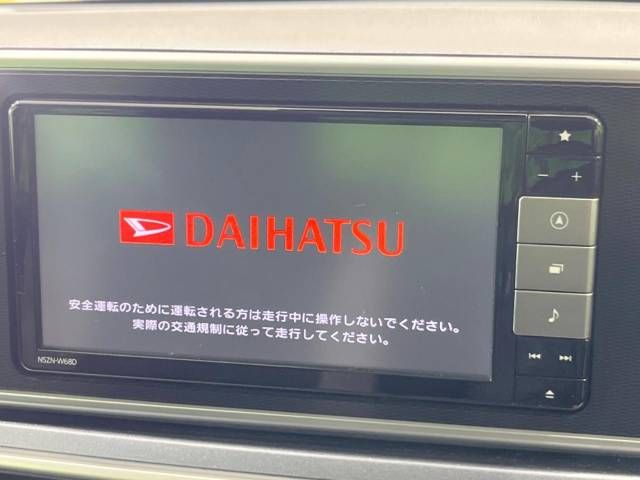 DAIHATSU
安全運転のために運転される方は走行中に操作しないでください。
実際の交通規制に従って走行してください。
NSZN-W68D